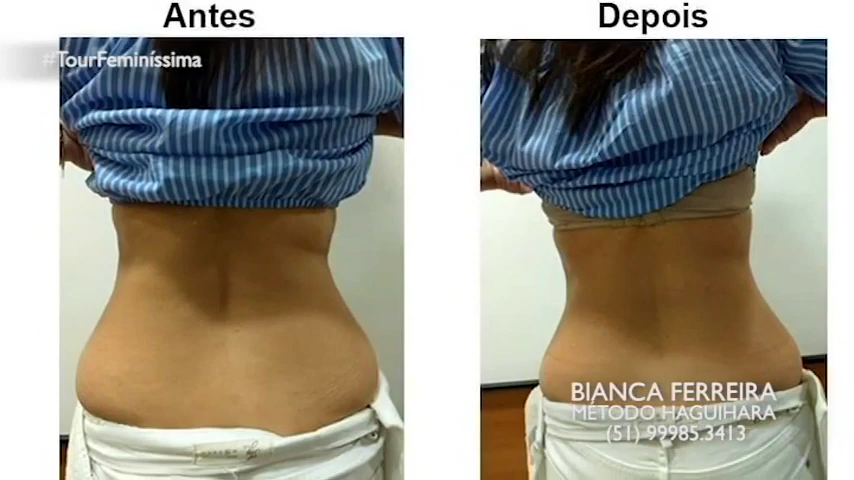 Antes
Depois
#TourFeminíssima
BIANCA FERREIRA
MÉTODO HAGUIHARA
(51) 99985.3413